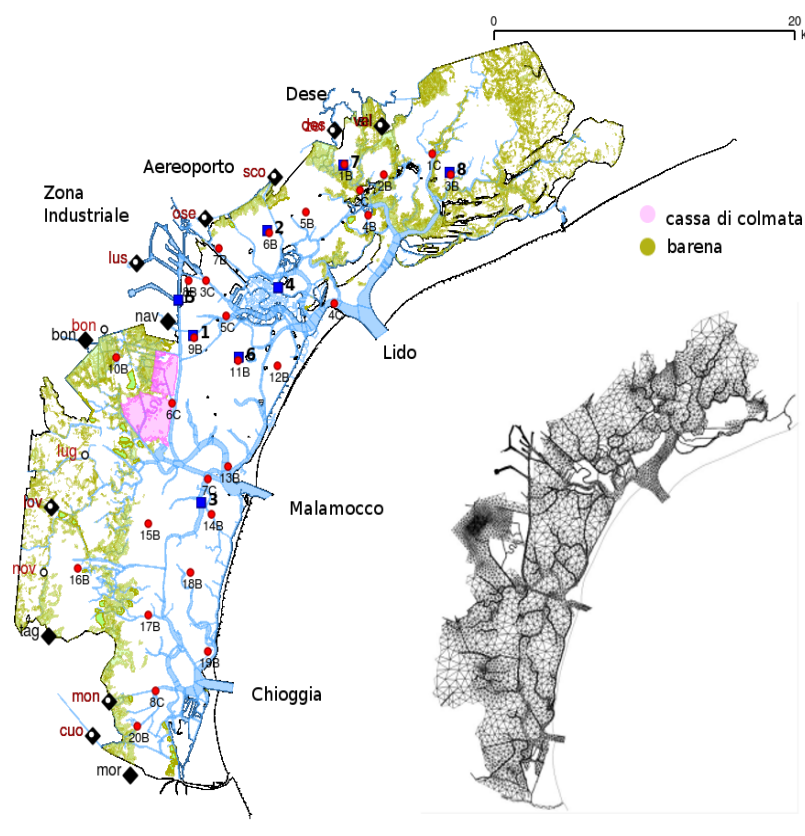 0
20
k
Dese
val
Aereoporto
7
sco
1B
1C
8
2B
3B
2C
Zona
Industriale
cassa di colmata
ose
5B
4B
2
6B
barena
7B
lus
8B
3C
4
5
nav
5C
4C
bon
bon
1
9B
Lido
6
10B
11B
12B
6C
lug
13B
7C
Malamocco
lov
3
14B
15B
nov
16B
18B
17B
tag
19B
Chioggia
mon
8C
cuo
20B
mor